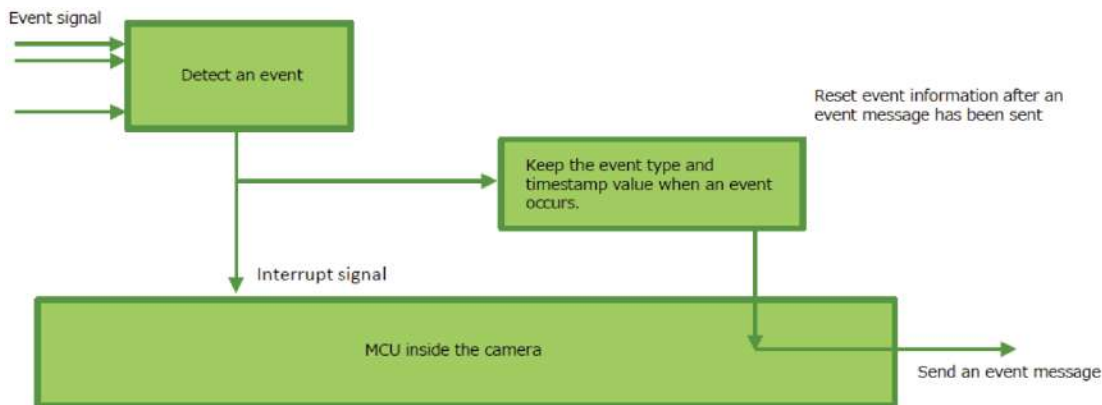 Event signal
Detect an event
Reset event information after an
event message has been sent
Keep the event type and
timestamp value when an event
occurs.
Interrupt signal
MCU inside the camera
Send an event message